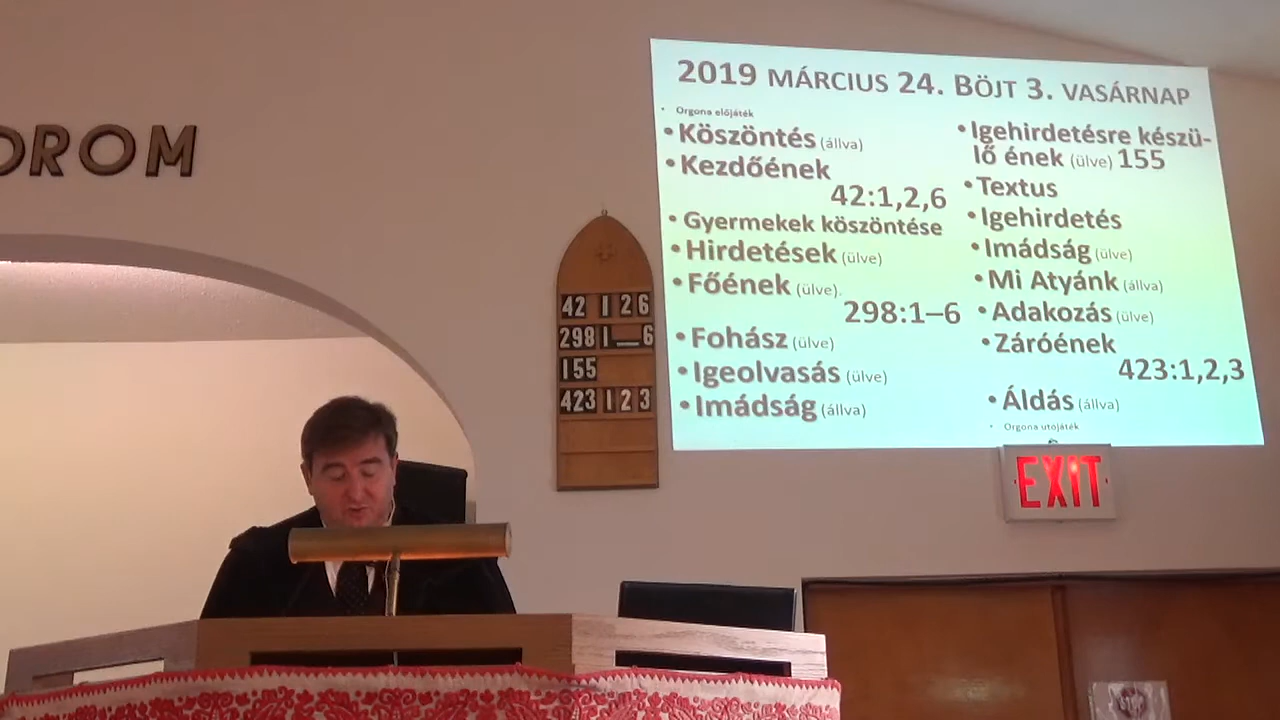 OROM
2019 MÁRCIUS 24. BÖJT 3. VASÁRNAP
• Orgona előjáték
• Köszöntés (állva)
• Kezdőének
42:1,2,6
• Gyermekek köszöntése
• Hirdetések (ülve)
• Főének (ülve).
298:1–6
• Fohász (ülve)
• Igeolvasás (ülve)
• Imádság (állva)
• Igehirdetésre készü-
lő ének (ülve) 155
• Textus
• Igehirdetés
• Imádság (ülve)
• Mi Atyánk (állva)
• Adakozás (ülve)
• Záróének
423:1,2,3
• Áldás (állva)
• Orgona utójáték
42 1 2 6
298 1 — 6
155
423 1 2 3
EXIT